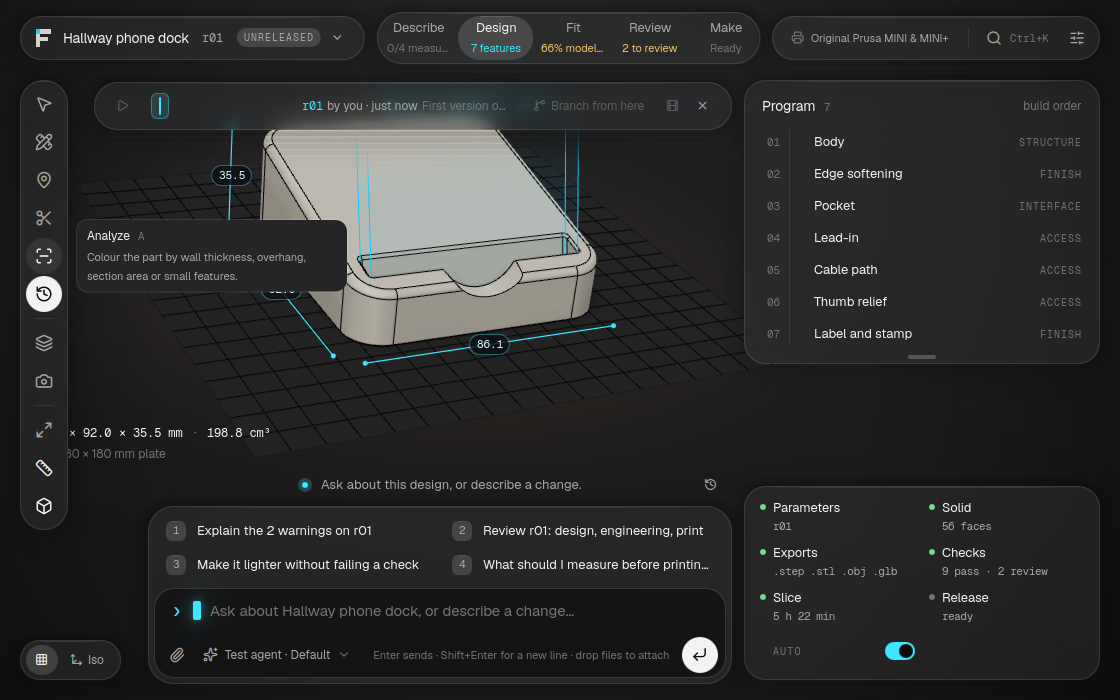 Hallway phone dock r01 UNRELEASED
Describe Design Fit Review Make
0/4 measu… 7 features 66% model… 2 to review Ready
Original Prusa MINI & MINI+ Ctrl+K
r01 by you · just now First version o… Branch from here
Program 7 build order
01 Body STRUCTURE
02 Edge softening FINISH
03 Pocket INTERFACE
04 Lead-in ACCESS
05 Cable path ACCESS
06 Thumb relief ACCESS
07 Label and stamp FINISH
35.5
Analyze A
Colour the part by wall thickness, overhang,
section area or small features.
86.1
× 92.0 × 35.5 mm · 198.8 cm³
80 × 180 mm plate
Ask about this design, or describe a change.
1 Explain the 2 warnings on r01
2 Review r01: design, engineering, print
3 Make it lighter without failing a check
4 What should I measure before printin…
Ask about Hallway phone dock, or describe a change…
Test agent · Default
Enter sends · Shift+Enter for a new line · drop files to attach
Parameters
r01
Solid
56 faces
Exports
.step .stl .obj .glb
Checks
9 pass · 2 review
Slice
5 h 22 min
Release
ready
AUTO
Iso